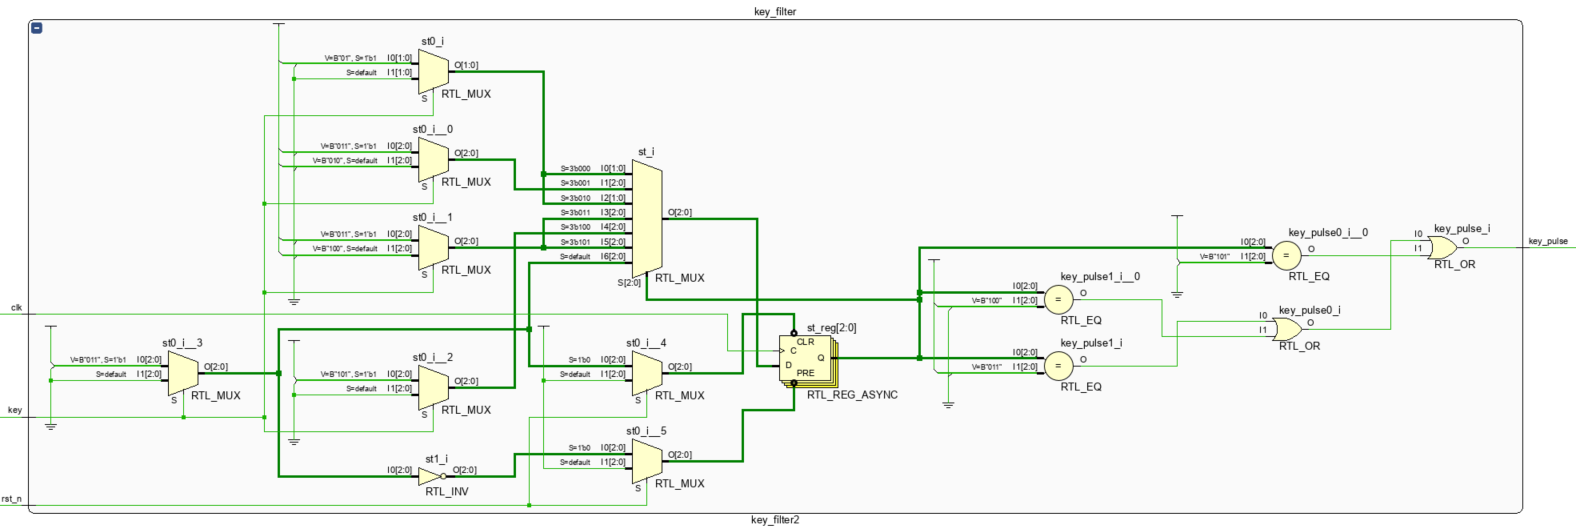 key_filter
st0_i
V=B"01", S=1'b1 I0[1:0]
S=default I1[1:0]
O[1:0]
S
RTL_MUX
st0_i__0
V=B"011", S=1'b1 I0[2:0]
V=B"010", S=default I1[2:0]
O[2:0]
S
RTL_MUX
st0_i__1
V=B"011", S=1'b1 I0[2:0]
V=B"100", S=default I1[2:0]
O[2:0]
S
RTL_MUX
st_i
S=3'b000 I0[1:0]
S=3'b001 I1[2:0]
S=3'b010 I2[1:0]
S=3'b011 I3[2:0]
S=3'b100 I4[2:0]
S=3'b101 I5[2:0]
S=default I6[2:0]
O[2:0]
S[2:0]
RTL_MUX
clk
key
rst_n
st0_i__3
V=B"011", S=1'b1 I0[2:0]
S=default I1[2:0]
O[2:0]
S
RTL_MUX
st0_i__2
V=B"101", S=1'b1 I0[2:0]
S=default I1[2:0]
O[2:0]
S
RTL_MUX
st1_i
I0[2:0]
O[2:0]
RTL_INV
st0_i__4
S=1'b0 I0[2:0]
S=default I1[2:0]
O[2:0]
S
RTL_MUX
st0_i__5
S=1'b0 I0[2:0]
S=default I1[2:0]
O[2:0]
S
RTL_MUX
st_reg[2:0]
CLR
C
Q
D
PRE
RTL_REG_ASYNC
key_pulse1_i__0
I0[2:0]
V=B"100" I1[2:0]
=
O
RTL_EQ
key_pulse1_i
I0[2:0]
V=B"011" I1[2:0]
=
O
RTL_EQ
key_pulse0_i__0
I0[2:0]
V=B"101" I1[2:0]
=
O
RTL_EQ
key_pulse0_i
I0
I1
O
RTL_OR
key_pulse_i
I0
I1
O
RTL_OR
key_pulse
key_filter2